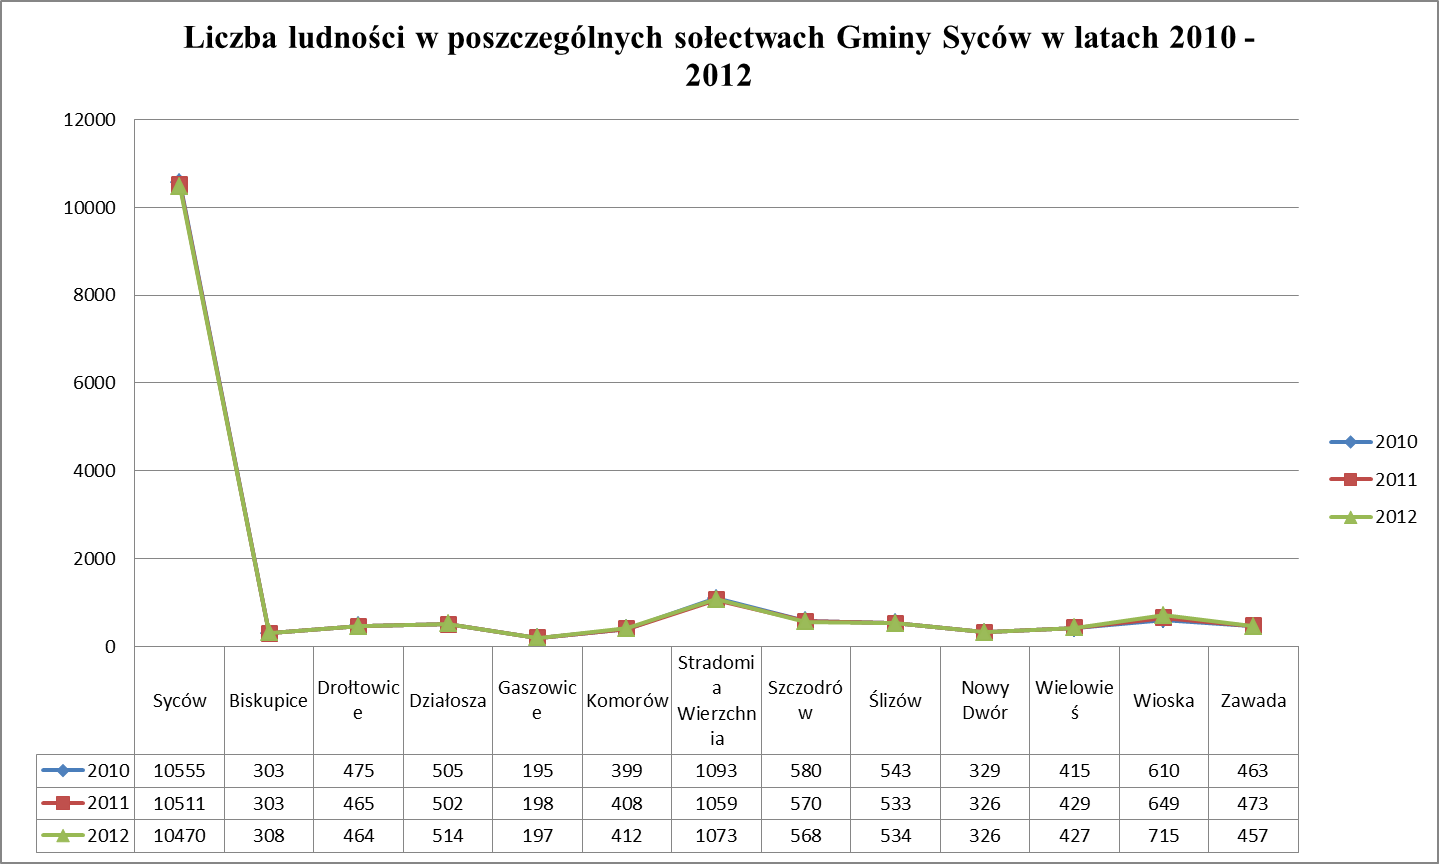 Liczba ludności w poszczególnych sołectwach Gminy Syców w latach 2010 -
2012
12000
10000
8000
6000
4000
2000
0
2010
2011
2012
Syców
Biskupice
Drołtowic
e
Działosza
Gaszowic
e
Komorów
Stradomi
a
Wierzchn
ia
Szczodró
w
Ślizów
Nowy
Dwór
Wielowie
ś
Wioska
Zawada
2010 10555 303 475 505 195 399 1093 580 543 329 415 610 463
2011 10511 303 465 502 198 408 1059 570 533 326 429 649 473
2012 10470 308 464 514 197 412 1073 568 534 326 427 715 457